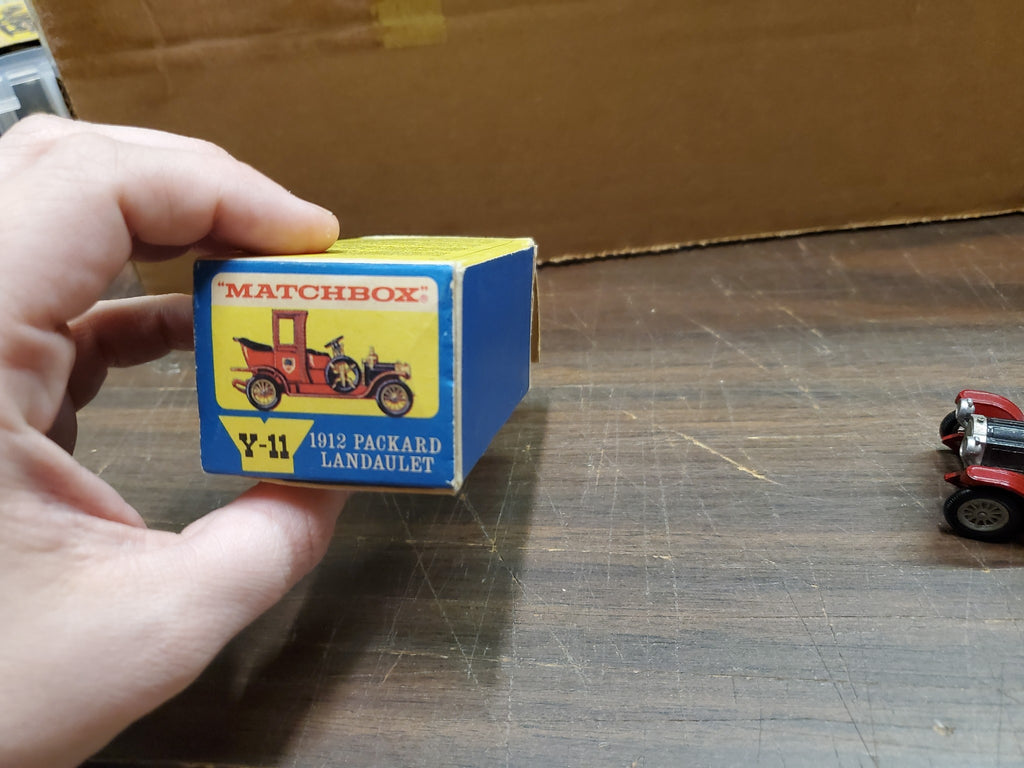 "MATCHBOX"®
Y-11
1912 PACKARD
LANDAULET